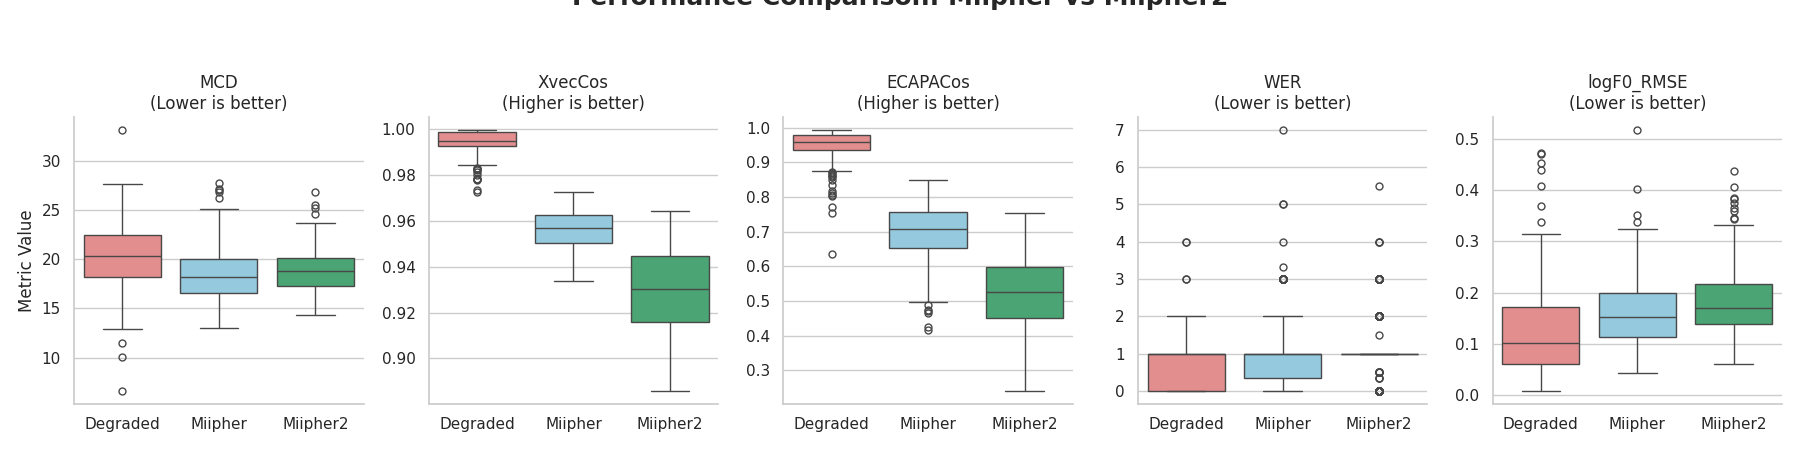 Performance Comparison: Miipher vs Miipher2
MCD
(Lower is better)
XvecCos
(Higher is better)
ECAPACos
(Higher is better)
WER
(Lower is better)
logF0_RMSE
(Lower is better)
Metric Value
30
25
20
15
10
Degraded
Miipher
Miipher2
1.00
0.98
0.96
0.94
0.92
0.90
Degraded
Miipher
Miipher2
1.0
0.9
0.8
0.7
0.6
0.5
0.4
0.3
Degraded
Miipher
Miipher2
7
6
5
4
3
2
1
0
Degraded
Miipher
Miipher2
0.5
0.4
0.3
0.2
0.1
0.0
Degraded
Miipher
Miipher2